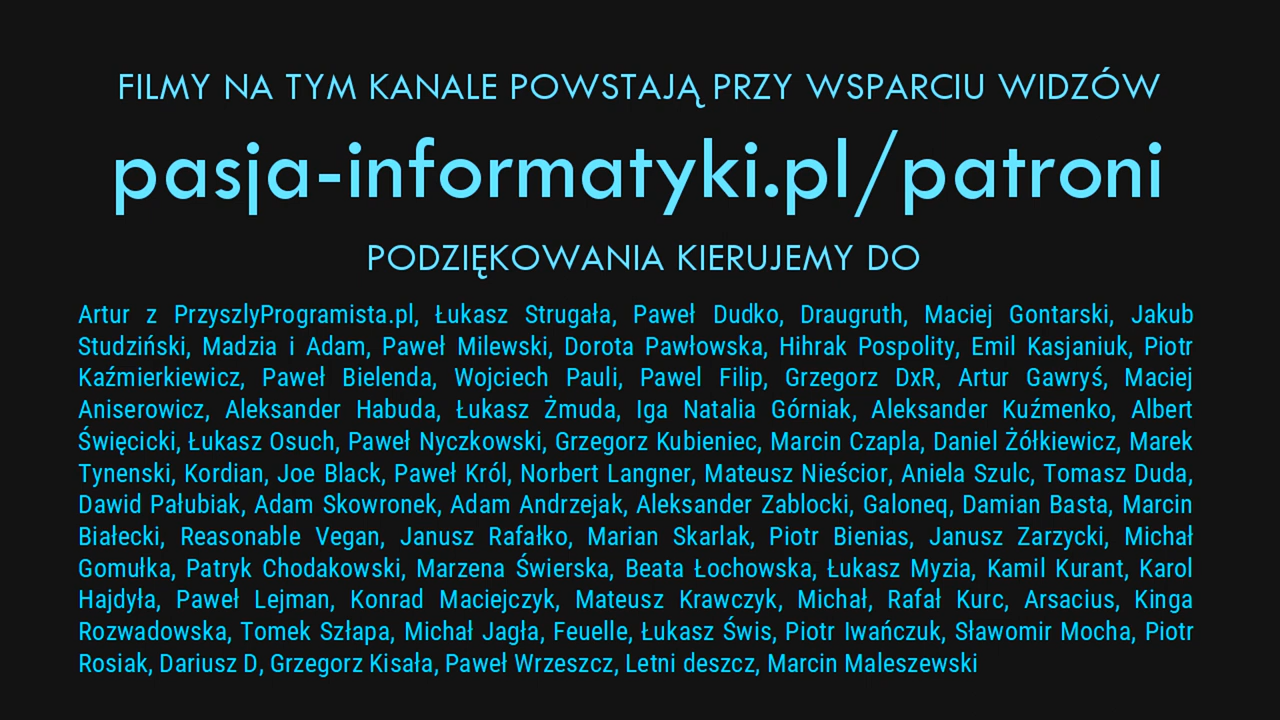 FILMY NA TYM KANALE POWSTAJĄ PRZY WSPARCIU WIDZÓW
pasja-informatyki.pl/patroni
PODZIĘKOWANIA KIERUJEMY DO
Artur z PrzyszlyProgramista.pl, Łukasz Strugała, Paweł Dudko, Draugruth, Maciej Gontarski, Jakub
Studziński, Madzia i Adam, Paweł Milewski, Dorota Pawłowska, Hihrak Pospolity, Emil Kasjaniuk, Piotr
Kaźmierkiewicz, Paweł Bielenda, Wojciech Pauli, Pawel Filip, Grzegorz DxR, Artur Gawryś, Maciej
Aniserowicz, Aleksander Habuda, Łukasz Żmuda, Iga Natalia Górniak, Aleksander Kuźmenko, Albert
Święcicki, Łukasz Osuch, Paweł Nyczkowski, Grzegorz Kubieniec, Marcin Czapla, Daniel Żółkiewicz, Marek
Tynenski, Kordian, Joe Black, Paweł Król, Norbert Langner, Mateusz Nieścior, Aniela Szulc, Tomasz Duda,
Dawid Pałubiak, Adam Skowronek, Adam Andrzejak, Aleksander Zablocki, Galoneq, Damian Basta, Marcin
Białecki, Reasonable Vegan, Janusz Rafałko, Marian Skarlak, Piotr Bienias, Janusz Zarzycki, Michał
Gomułka, Patryk Chodakowski, Marzena Świerska, Beata Łochowska, Łukasz Myzia, Kamil Kurant, Karol
Hajdyła, Paweł Lejman, Konrad Maciejczyk, Mateusz Krawczyk, Michał, Rafał Kurc, Arsacius, Kinga
Rozwadowska, Tomek Szłapa, Michał Jagła, Feuelle, Łukasz Świs, Piotr Iwańczuk, Sławomir Mocha, Piotr
Rosiak, Dariusz D, Grzegorz Kisała, Paweł Wrzeszcz, Letni deszcz, Marcin Maleszewski